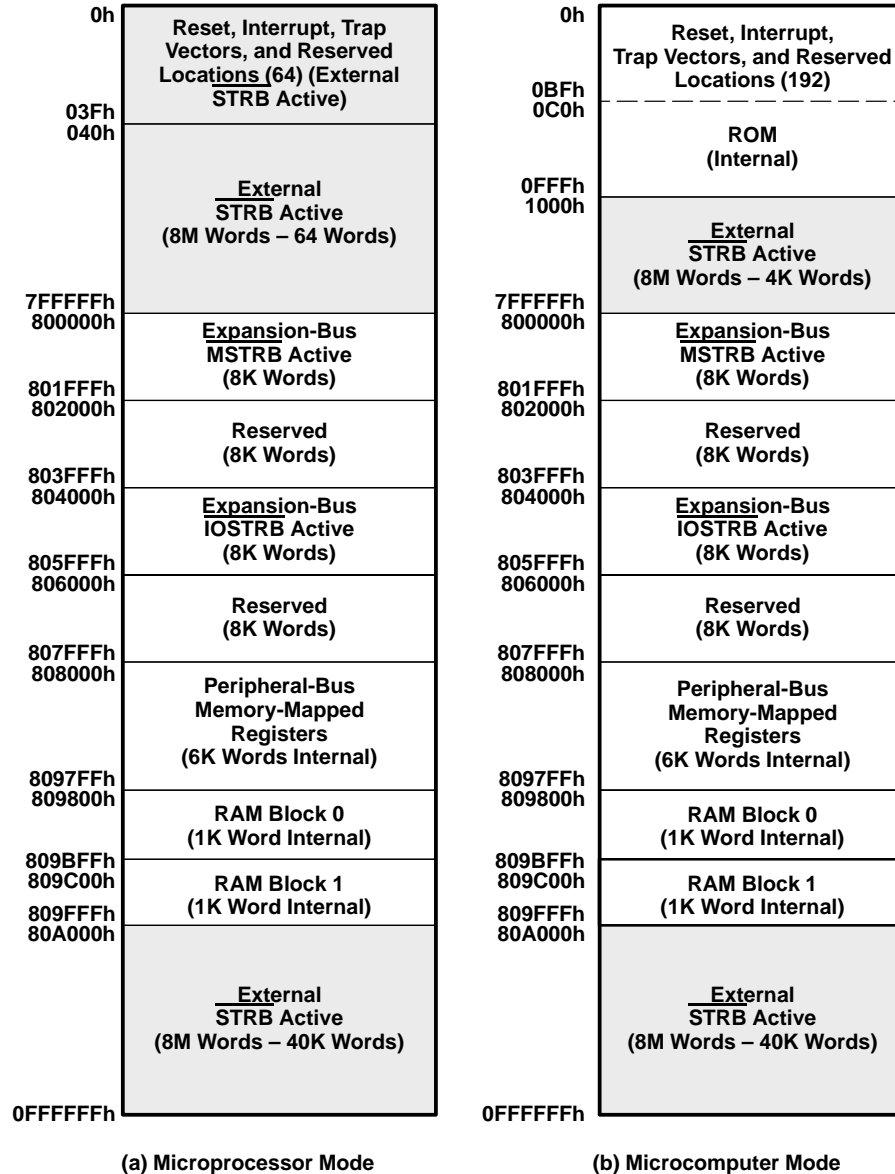 0h
Reset, Interrupt, Trap
Vectors, and Reserved
Locations (64) (External
STRB Active)
03Fh
040h
External
STRB Active
(8M Words – 64 Words)
7FFFFFh
800000h
Expansion-Bus
MSTRB Active
(8K Words)
801FFFh
802000h
Reserved
(8K Words)
803FFFh
804000h
Expansion-Bus
IOSTRB Active
(8K Words)
805FFFh
806000h
Reserved
(8K Words)
807FFFh
808000h
Peripheral-Bus
Memory-Mapped
Registers
(6K Words Internal)
8097FFh
809800h
RAM Block 0
(1K Word Internal)
809BFFh
809C00h
RAM Block 1
(1K Word Internal)
809FFFh
80A000h
External
STRB Active
(8M Words – 40K Words)
0FFFFFFh
(a) Microprocessor Mode
0h
Reset, Interrupt,
Trap Vectors, and Reserved
Locations (192)
0BFh
0C0h
ROM
(Internal)
0FFFh
1000h
External
STRB Active
(8M Words – 4K Words)
7FFFFFh
800000h
Expansion-Bus
MSTRB Active
(8K Words)
801FFFh
802000h
Reserved
(8K Words)
803FFFh
804000h
Expansion-Bus
IOSTRB Active
(8K Words)
805FFFh
806000h
Reserved
(8K Words)
807FFFh
808000h
Peripheral-Bus
Memory-Mapped
Registers
(6K Words Internal)
8097FFh
809800h
RAM Block 0
(1K Word Internal)
809BFFh
809C00h
RAM Block 1
(1K Word Internal)
809FFFh
80A000h
External
STRB Active
(8M Words – 40K Words)
0FFFFFFh
(b) Microcomputer Mode